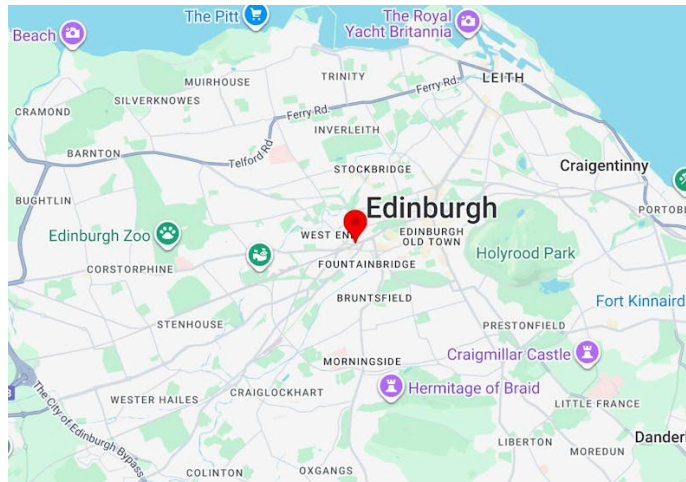 The Pitt
The Royal
Yacht Britannia
Beach
TRINITY
LEITH
MUIRHOUSE
SILVERKNOWES
Ferry Rd.
CRAMOND
Ferry Rd.
INVERLEITH
BARNTON
Telford Rd.
STOCKBRIDGE
Craigentinny
BUGHTLIN
Edinburgh
PORTOBE
Edinburgh Zoo
WEST EN
EDINBURGH
OLD TOWN
Holyrood Park
CORSTORPHINE
FOUNTAINBRIDGE
BRUNTSFIELD
Fort Kinnaird
STENHOUSE
PRESTONFIELD
MORNINGSIDE
Craigmillar Castle
CRAIGLOCKHART
Hermitage of Braid
WESTER HAILES
LITTLE FRANCE
The City of Edinburgh Bypass
LIBERTON
Danderh
MOREDUN
COLINTON
OXGANGS